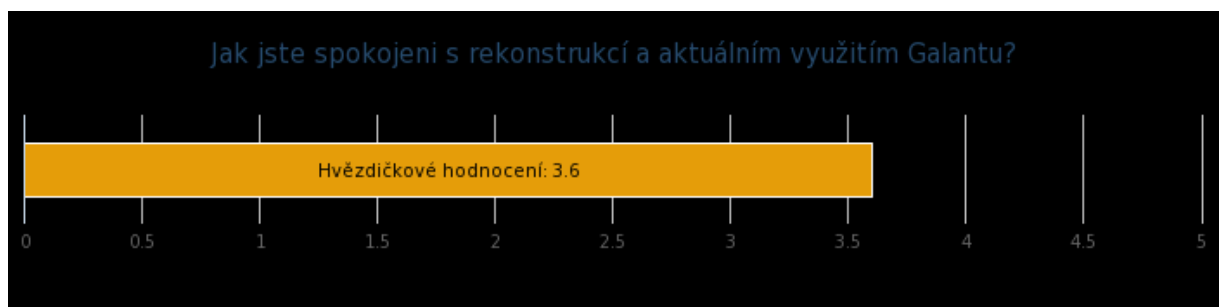 Jak jste spokojeni s rekonstrukcí a aktuálním využitím Galantu?
Hvězdičkové hodnocení: 3.6
0 0.5 1 1.5 2 2.5 3 3.5 4 4.5 5